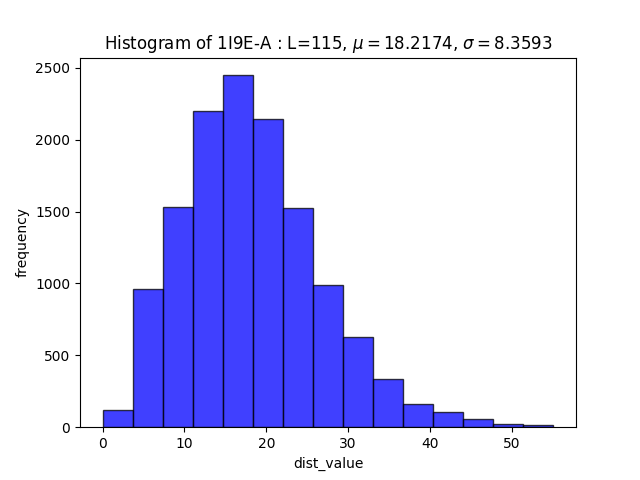 Histogram of 1I9E-A : L=115, μ = 18.2174, σ = 8.3593
2500
2000
1500
1000
500
0
frequency
0 10 20 30 40 50
dist_value